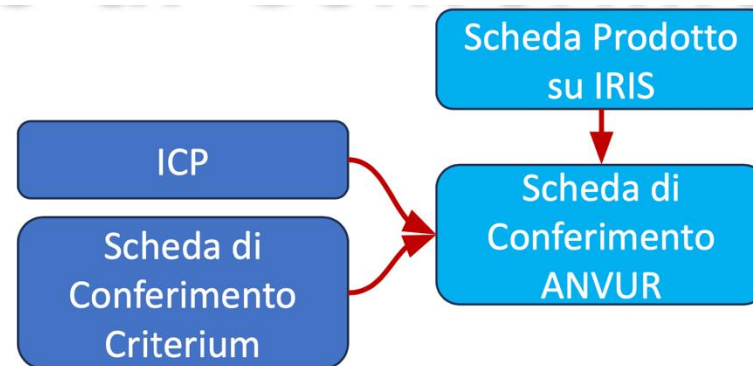 Scheda Prodotto
su IRIS
ICP
Scheda di
Conferimento
ANVUR
Scheda di
Conferimento
Criterium